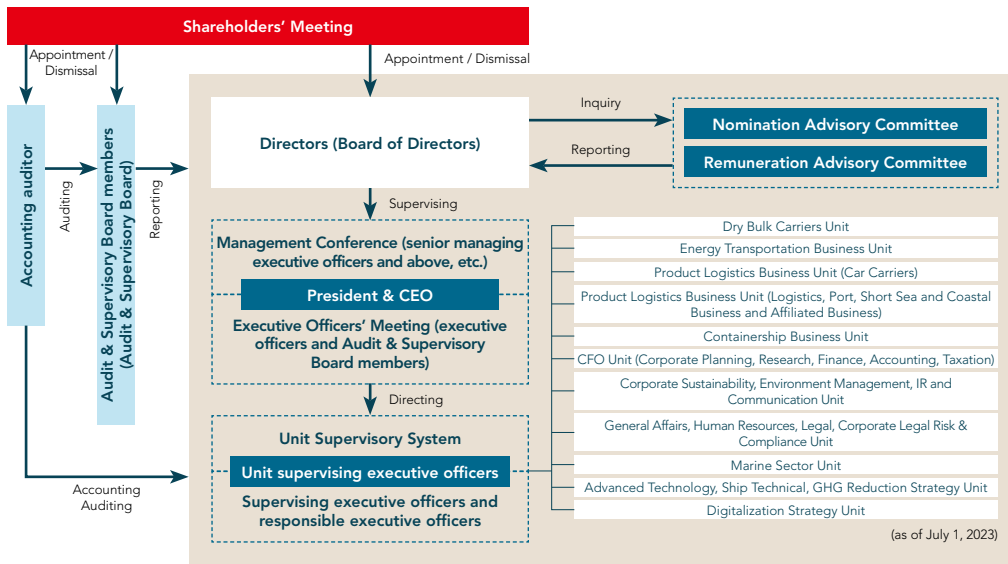 Shareholders’ Meeting
Appointment /
Dismissal
Appointment / Dismissal
Accounting auditor
Auditing
Audit & Supervisory Board members
(Audit & Supervisory Board)
Reporting
Directors (Board of Directors)
Inquiry
Reporting
Nomination Advisory Committee
Remuneration Advisory Committee
Supervising
Management Conference (senior managing
executive officers and above, etc.)
President & CEO
Executive Officers’ Meeting (executive
officers and Audit & Supervisory
Board members)
Directing
Unit Supervisory System
Unit supervising executive officers
Supervising executive officers and
responsible executive officers
Accounting
Auditing
Dry Bulk Carriers Unit
Energy Transportation Business Unit
Product Logistics Business Unit (Car Carriers)
Product Logistics Business Unit (Logistics, Port, Short Sea and Coastal
Business and Affiliated Business)
Containership Business Unit
CFO Unit (Corporate Planning, Research, Finance, Accounting, Taxation)
Corporate Sustainability, Environment Management, IR and
Communication Unit
General Affairs, Human Resources, Legal, Corporate Legal Risk &
Compliance Unit
Marine Sector Unit
Advanced Technology, Ship Technical, GHG Reduction Strategy Unit
Digitalization Strategy Unit
(as of July 1, 2023)